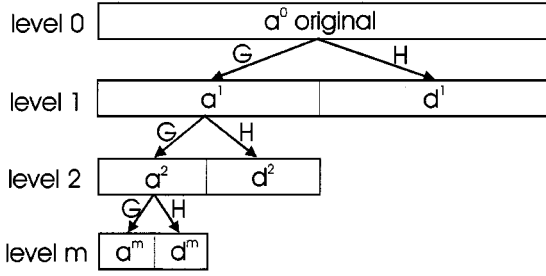 level 0 a⁰ original
G H
level 1 a¹ d¹
G H
level 2 a² d²
G H
level m aᵐ dᵐ